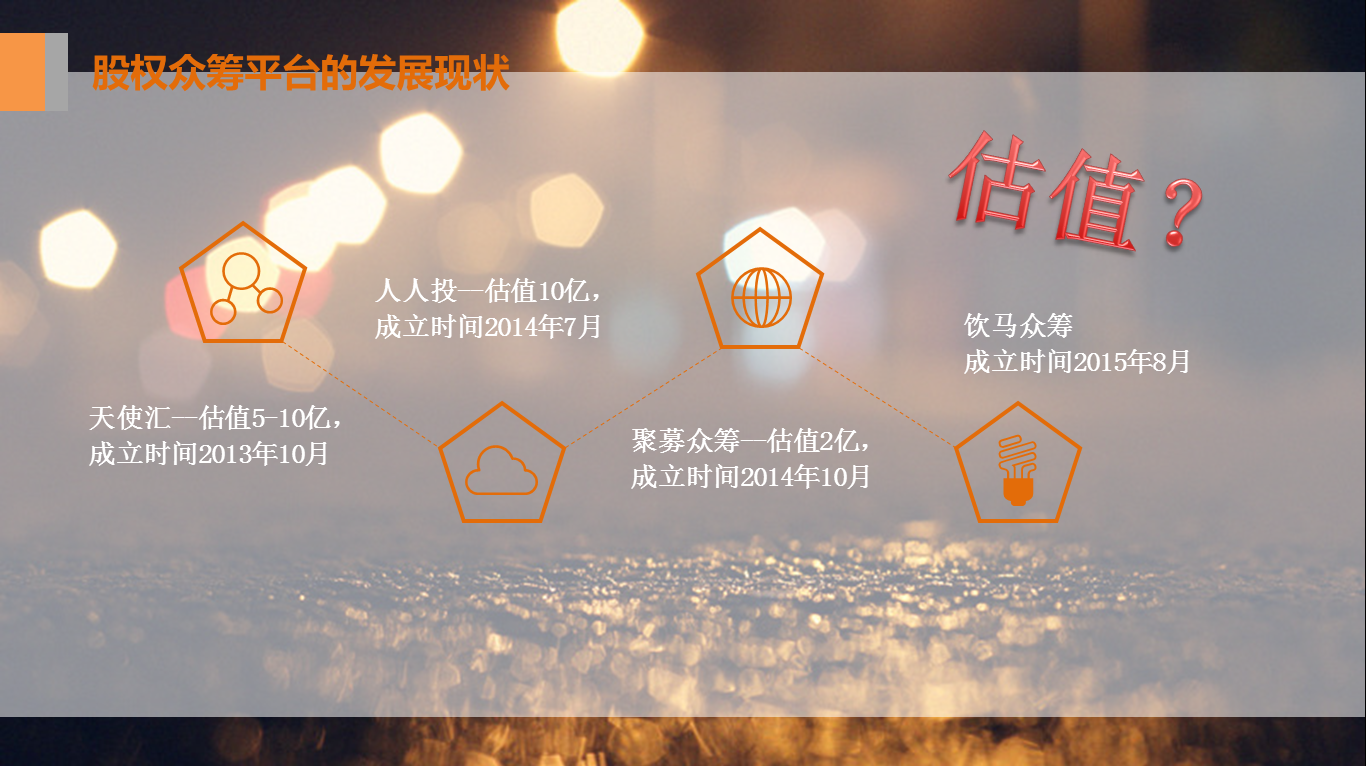 股权众筹平台的发展现状
估值？
人人投—估值10亿，
成立时间2014年7月
饮马众筹
成立时间2015年8月
天使汇—估值5-10亿，
成立时间2013年10月
聚募众筹—估值2亿，
成立时间2014年10月